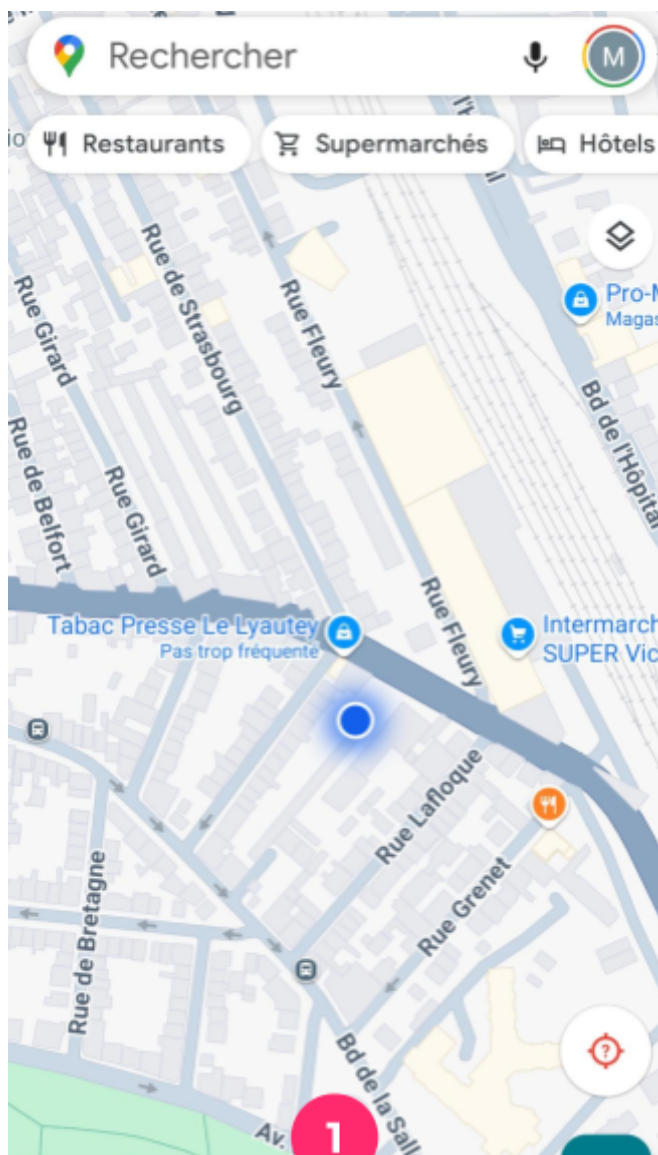 Rechercher
M
Restaurants
Supermarchés
Hôtels
Pro-
Magas
Rue de Strasbourg
Rue Fleury
Rue Girard
Bd de l'Hôpital
Rue de Belfort
Rue Girard
Rue Fleury
Tabac Presse Le Lyautey
Pas trop fréquenté
Intermarch
SUPER Vic
Rue Lafloque
Rue Grenet
Rue de Bretagne
?
Bd de la Sall
Av.
1